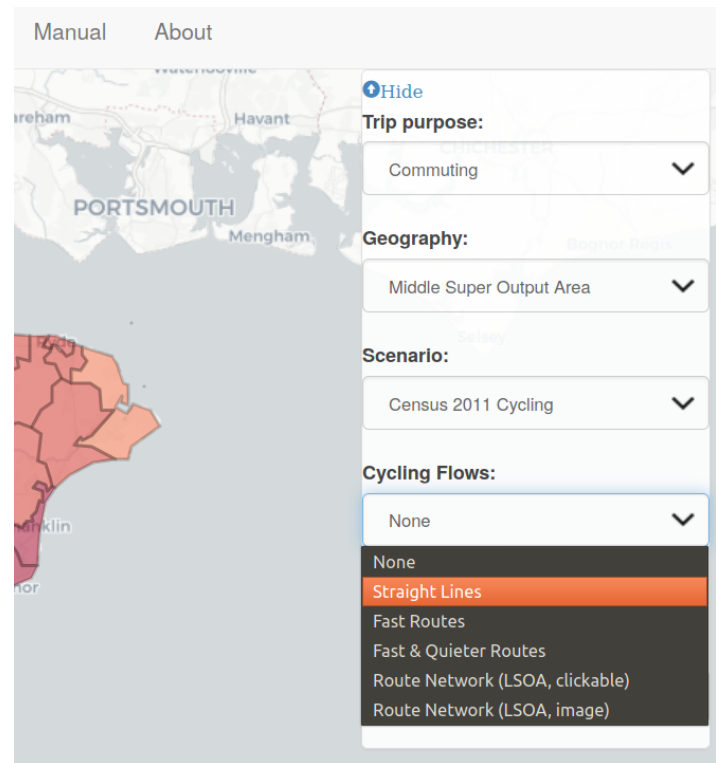 Manual About
Hide
Trip purpose:
Havant
CHICHESTER
Commuting
PORTSMOUTH
Mengham
Geography:
Bognor Regis
Middle Super Output Area
Selsey
Ryde
Scenario:
Census 2011 Cycling
Cycling Flows:
None
None
Straight Lines
Fast Routes
Fast & Quieter Routes
Route Network (LSOA, clickable)
Route Network (LSOA, image)